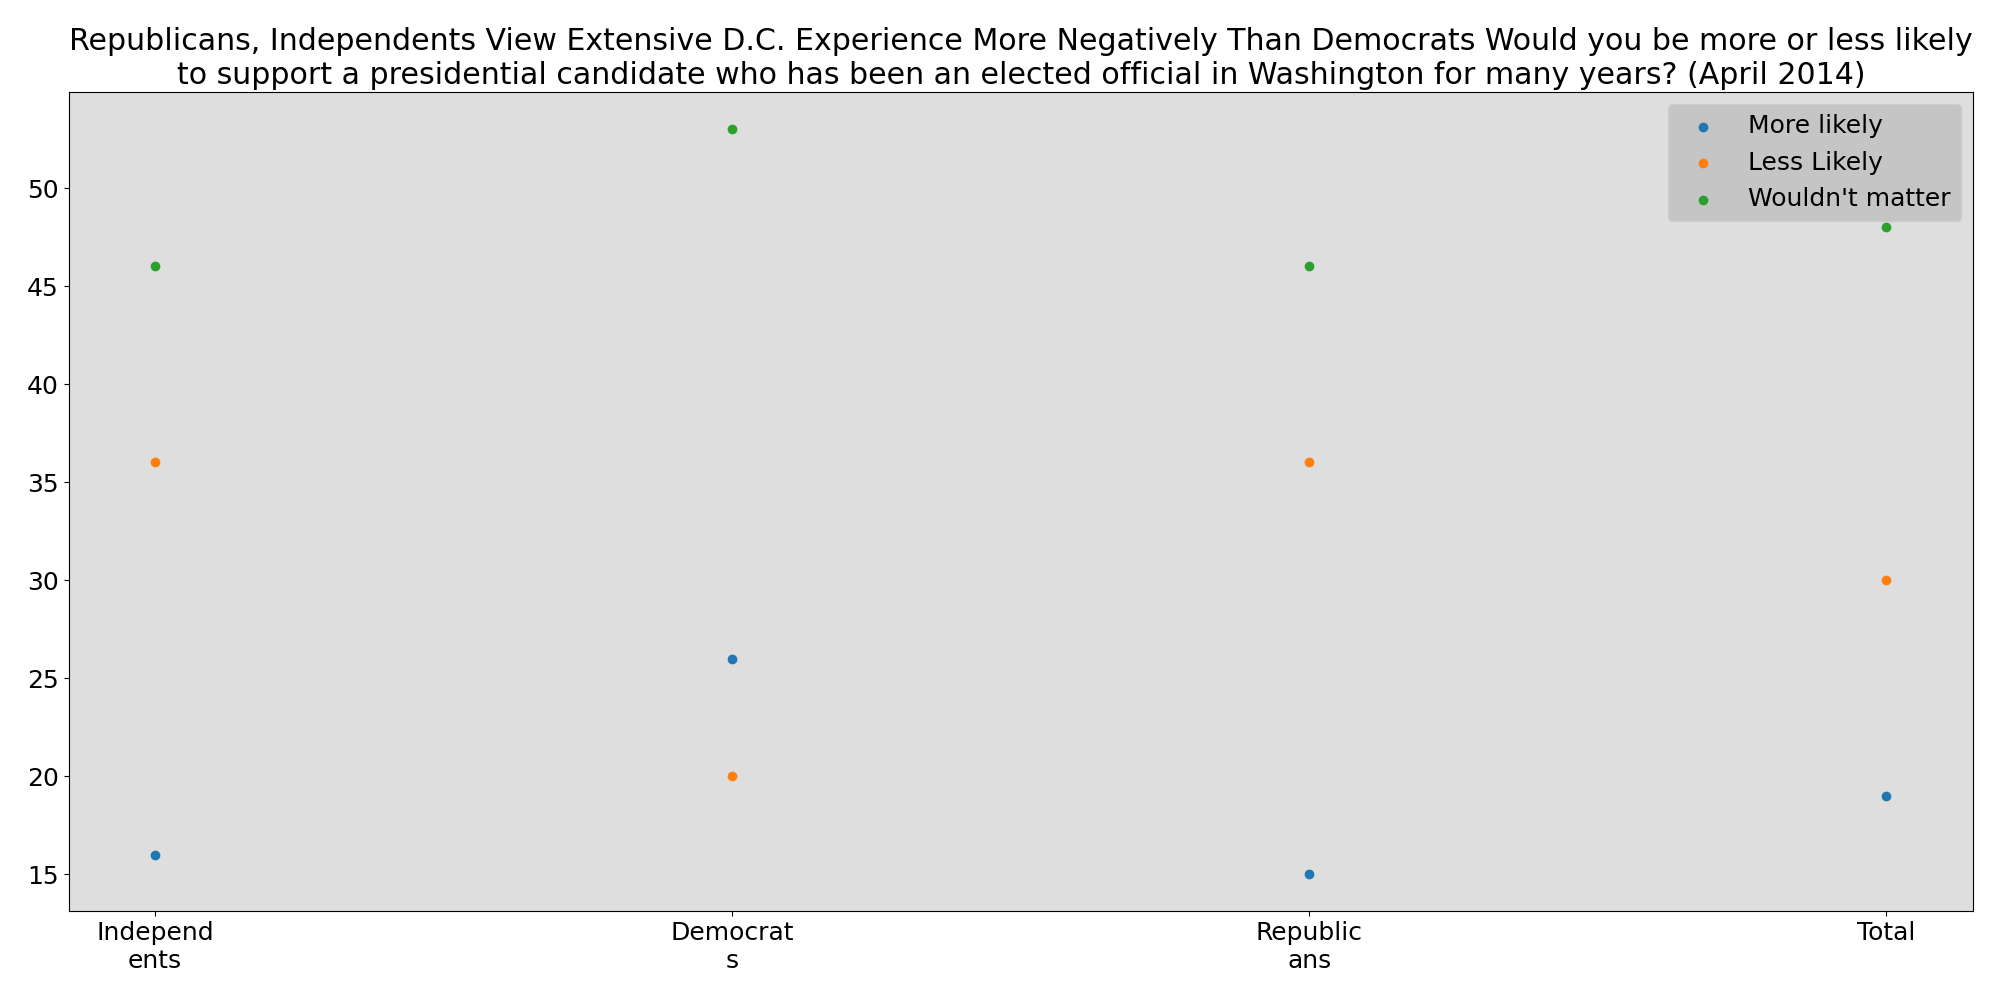 Republicans, Independents View Extensive D.C. Experience More Negatively Than Democrats Would you be more or less likely
to support a presidential candidate who has been an elected official in Washington for many years? (April 2014)
More likely
Less Likely
Wouldn't matter
50
45
40
35
30
25
20
15
Independ
ents
Democrat
s
Republic
ans
Total